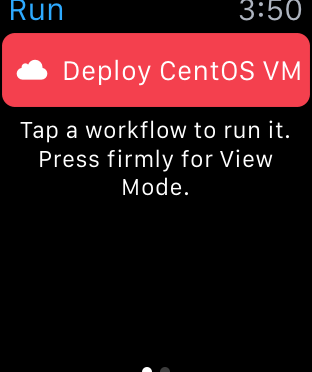 Run 3:50
Deploy CentOS VM
Tap a workflow to run it.
Press firmly for View
Mode.